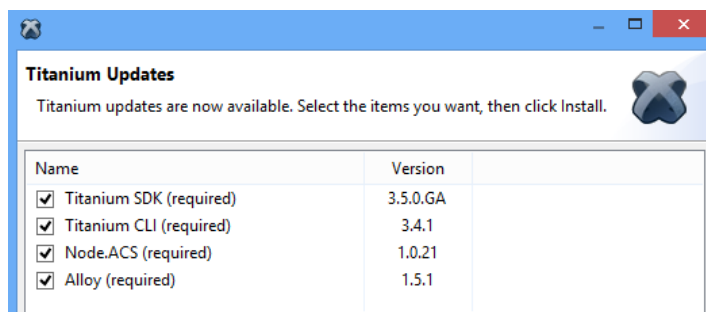 Titanium Updates
Titanium updates are now available. Select the items you want, then click Install.
Name Version
Titanium SDK (required) 3.5.0.GA
Titanium CLI (required) 3.4.1
Node.ACS (required) 1.0.21
Alloy (required) 1.5.1